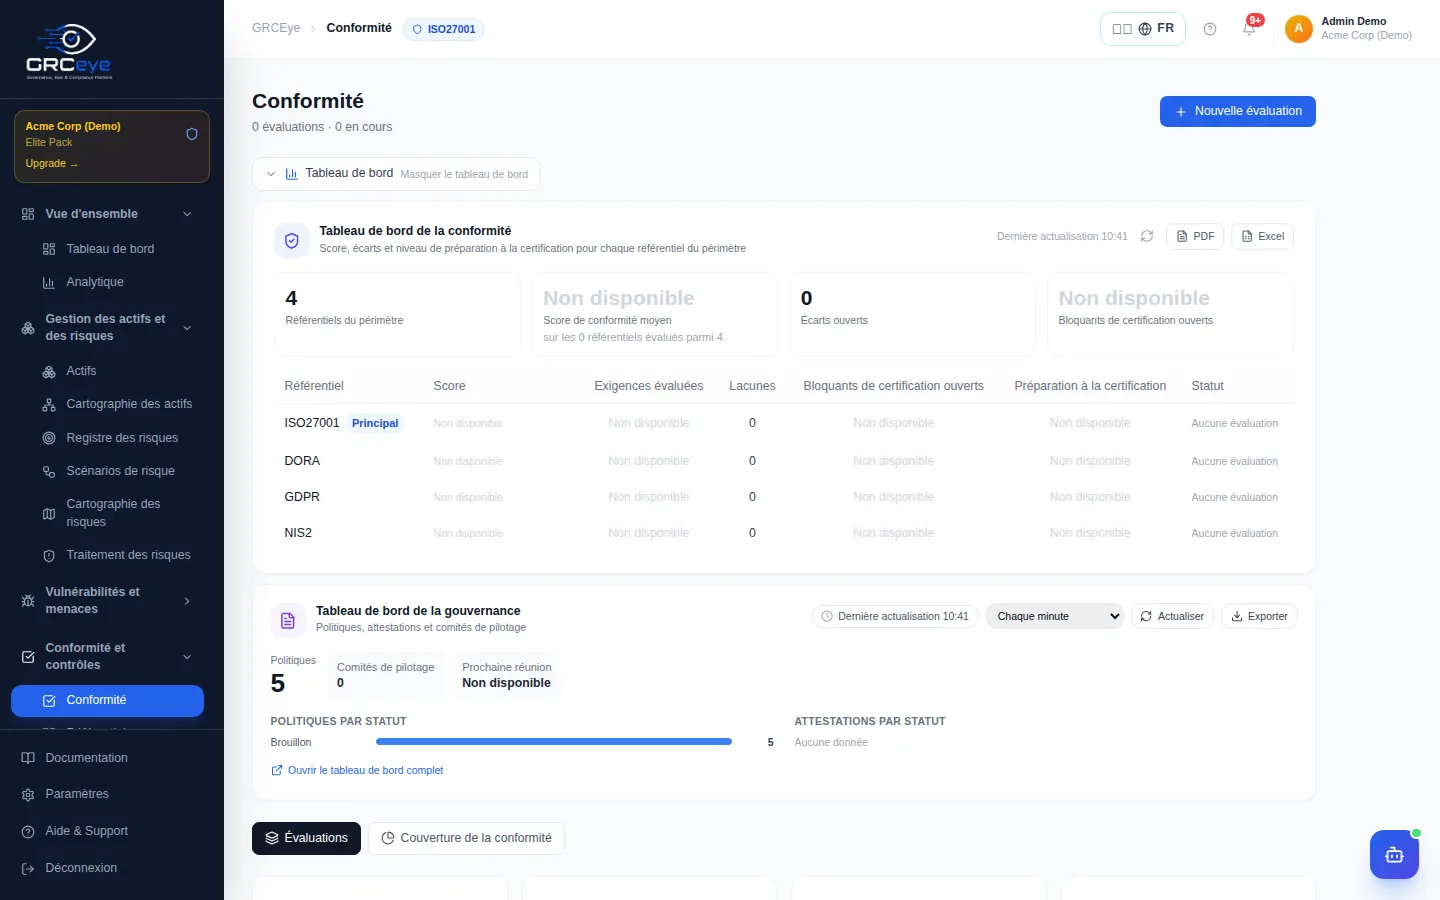 GRCeye
Governance, Risk & Compliance Platform
Acme Corp (Demo)
Elite Pack
Upgrade →
Vue d'ensemble
Tableau de bord
Analytique
Gestion des actifs et
des risques
Actifs
Cartographie des actifs
Registre des risques
Scénarios de risque
Cartographie des
risques
Traitement des risques
Vulnérabilités et
menaces
Conformité et
contrôles
Conformité
Documentation
Paramètres
Aide & Support
Déconnexion
GRCEye
Conformité
ISO27001
FR
9+
A
Admin Demo
Acme Corp (Demo)
Conformité
0 évaluations · 0 en cours
Nouvelle évaluation
Tableau de bord Masquer le tableau de bord
Tableau de bord de la conformité
Score, écarts et niveau de préparation à la certification pour chaque référentiel du périmètre
Dernière actualisation 10:41
PDF
Excel
4
Référentiels du périmètre
Non disponible
Score de conformité moyen
sur les 0 référentiels évalués parmi 4
0
Écarts ouverts
Non disponible
Bloquants de certification ouverts
Référentiel Score Exigences évaluées Lacunes Bloquants de certification ouverts Préparation à la certification Statut
ISO27001 Principal Non disponible Non disponible 0 Non disponible Non disponible Aucune évaluation
DORA Non disponible Non disponible 0 Non disponible Non disponible Aucune évaluation
GDPR Non disponible Non disponible 0 Non disponible Non disponible Aucune évaluation
NIS2 Non disponible Non disponible 0 Non disponible Non disponible Aucune évaluation
Tableau de bord de la gouvernance
Politiques, attestations et comités de pilotage
Dernière actualisation 10:41
Chaque minute
Actualiser
Exporter
Politiques
5
Comités de pilotage
0
Prochaine réunion
Non disponible
POLITIQUES PAR STATUT
Brouillon 5
ATTESTATIONS PAR STATUT
Aucune donnée
Ouvrir le tableau de bord complet
Évaluations
Couverture de la conformité